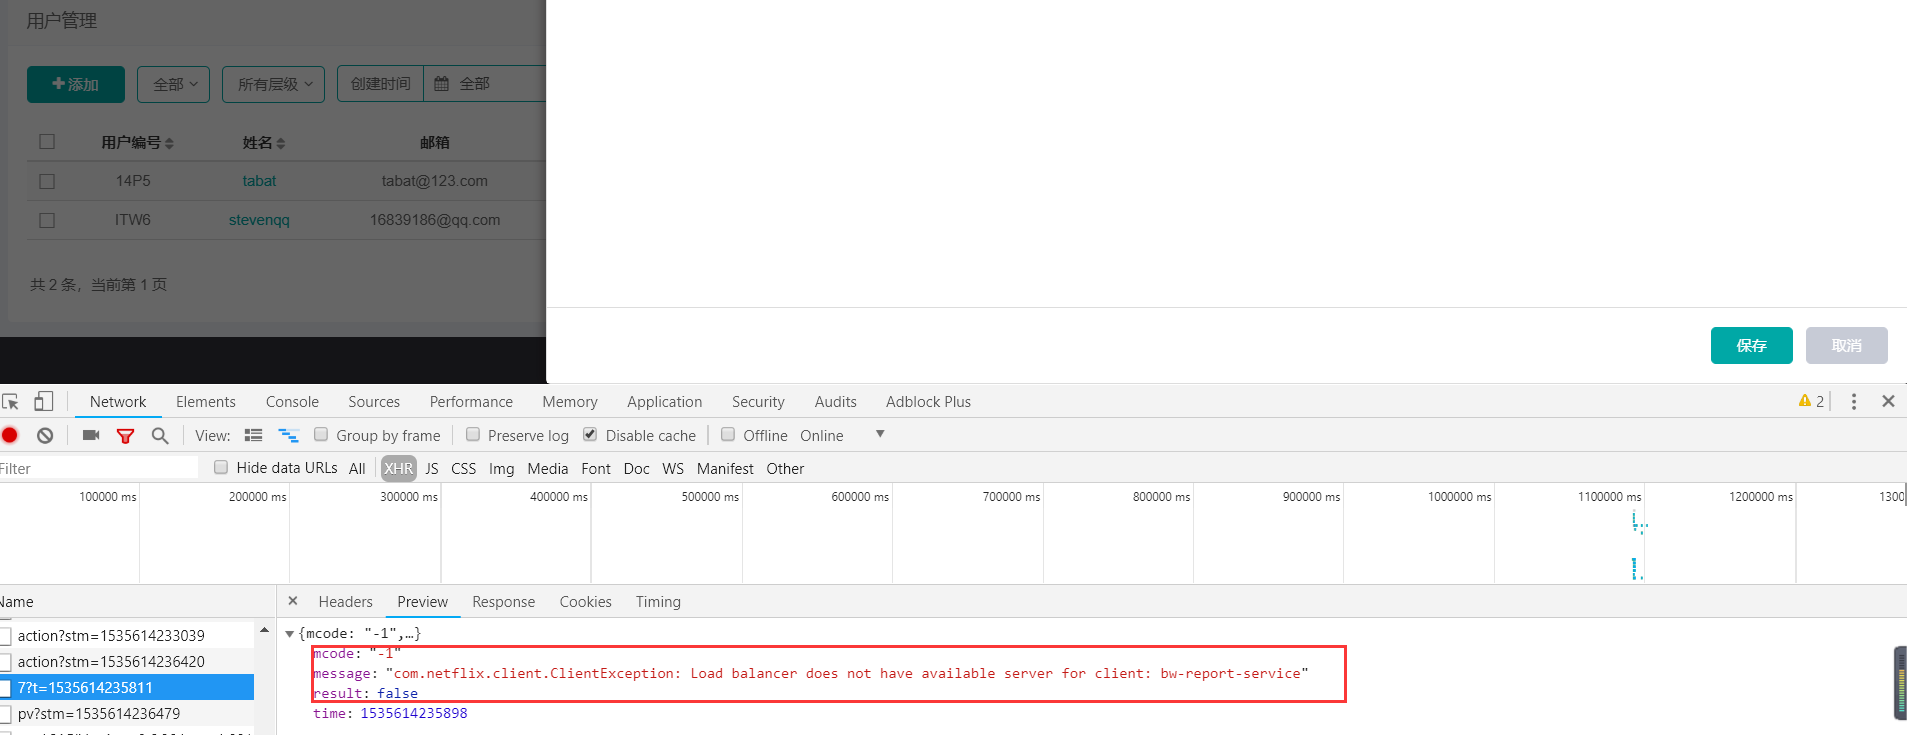 用户管理
添加 全部 所有层级 创建时间 全部
用户编号 姓名 邮箱
14P5 tabat tabat@123.com
ITW6 stevenqq 16839186@qq.com
共 2 条，当前第 1 页
保存 取消
Network Elements Console Sources Performance Memory Application Security Audits Adblock Plus 2
View: Group by frame Preserve log Disable cache Offline Online
Filter Hide data URLs All XHR JS CSS Img Media Font Doc WS Manifest Other
100000 ms 200000 ms 300000 ms 400000 ms 500000 ms 600000 ms 700000 ms 800000 ms 900000 ms 1000000 ms 1100000 ms 1200000 ms 1300
Name Headers Preview Response Cookies Timing
action?stm=1535614233039
action?stm=1535614236420
7?t=1535614235811
pv?stm=1535614236479
{mcode: "-1",…}
mcode: "-1"
message: "com.netflix.client.ClientException: Load balancer does not have available server for client: bw-report-service"
result: false
time: 1535614235898